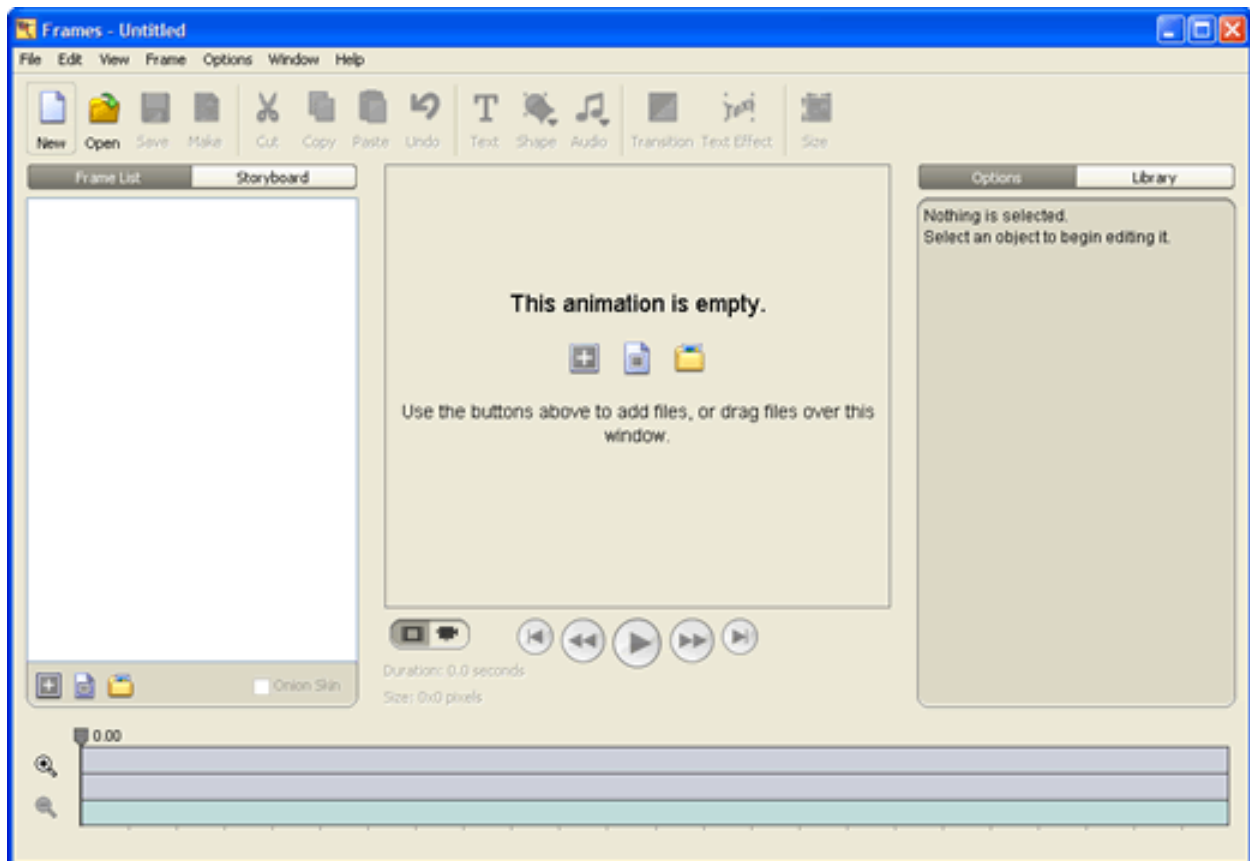 Frames - Untitled
File Edit View Frame Options Window Help
New Open Save Make Cut Copy Paste Undo Text Shape Audio Transition Text Effect Size
Frame List Storyboard
Options Library
Nothing is selected.
Select an object to begin editing it.
This animation is empty.
Use the buttons above to add files, or drag files over this
window.
Onion Skin
Duration: 0.0 seconds
Size: 0x0 pixels
0.00